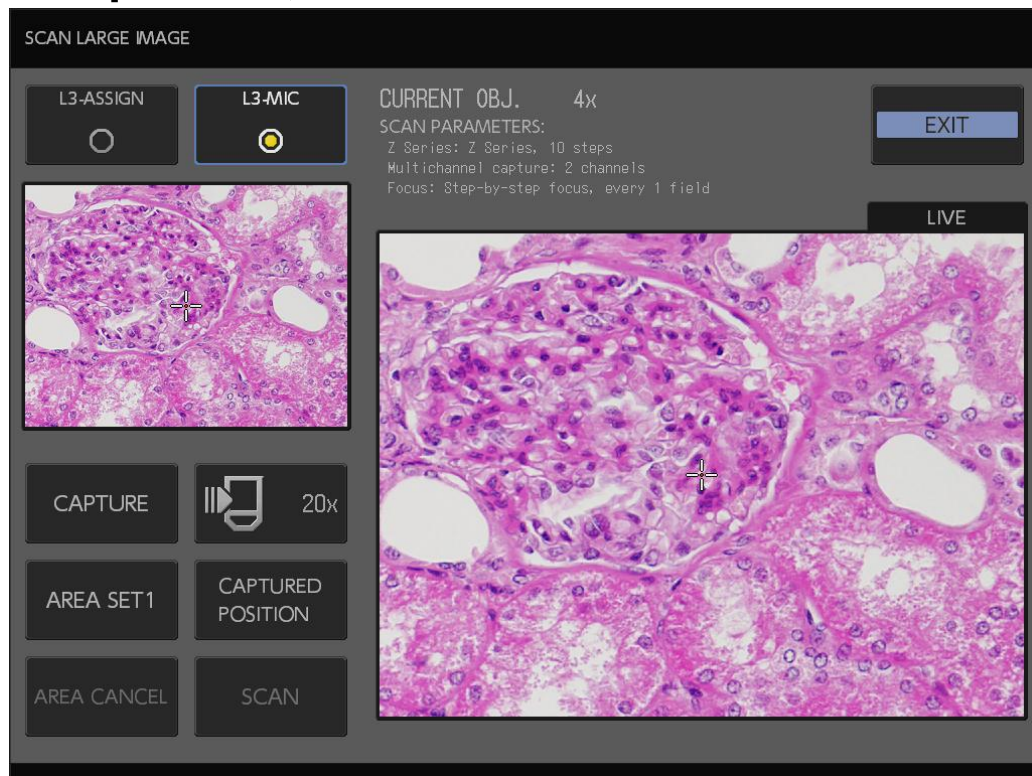 SCAN LARGE IMAGE
L3-ASSIGN
L3-MIC
CURRENT OBJ. 4x
SCAN PARAMETERS:
Z Series: Z Series, 10 steps
Multichannel capture: 2 channels
Focus: Step-by-step focus, every 1 field
EXIT
LIVE
CAPTURE
20x
AREA SET1
CAPTURED
POSITION
AREA CANCEL
SCAN